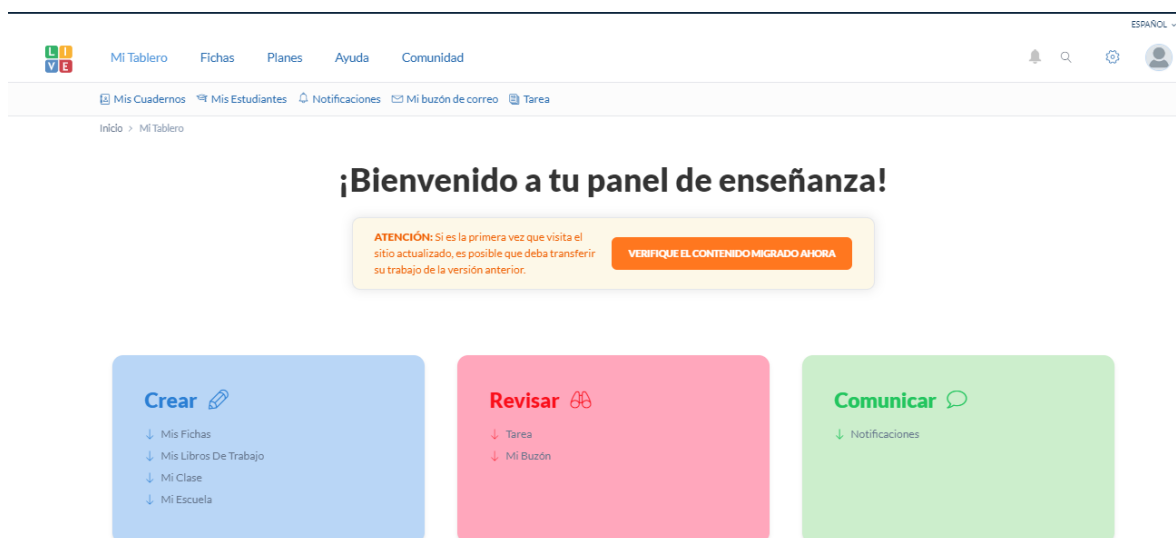 ESPAÑOL
L I
V E
Mi Tablero Fichas Planes Ayuda Comunidad
Mis Cuadernos Mis Estudiantes Notificaciones Mi buzón de correo Tarea
Inicio > Mi Tablero
¡Bienvenido a tu panel de enseñanza!
ATENCIÓN: Si es la primera vez que visita el
sitio actualizado, es posible que deba transferir
su trabajo de la versión anterior.
VERIFIQUE EL CONTENIDO MIGRADO AHORA
Crear
Mis Fichas
Mis Libros De Trabajo
Mi Clase
Mi Escuela
Revisar
Tarea
Mi Buzón
Comunicar
Notificaciones